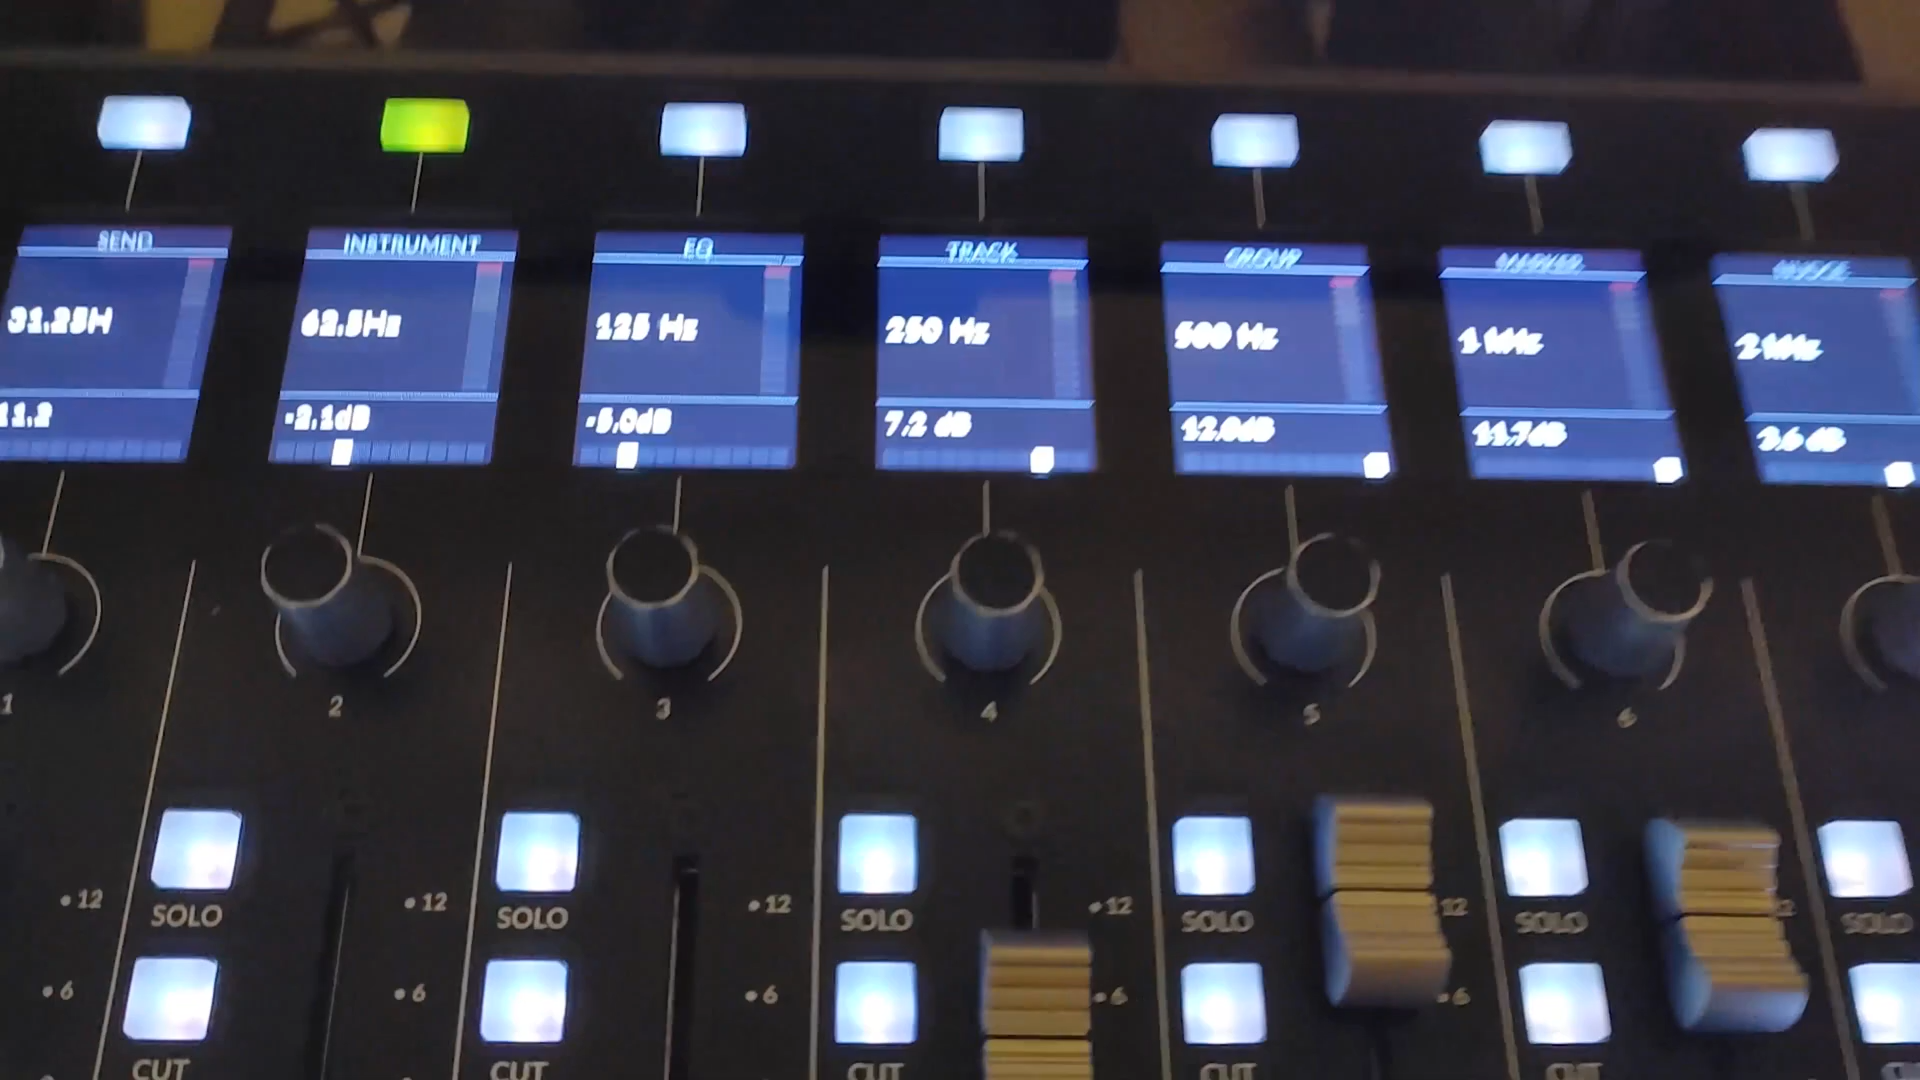 SEND INSTRUMENT EQ TRACK GROUP MARKER
31.25H 62.5Hz 125 Hz 250 Hz 500 Hz 1 kHz 2 kHz
11.2 -2.1dB -5.0dB 7.2 dB 12.0dB 11.7dB 3.6 dB
1 2 3 4 5 6
12 12 12 12 12
SOLO SOLO SOLO SOLO SOLO SOLO
6 6 6 6 6
CUT CUT CUT CUT CUT